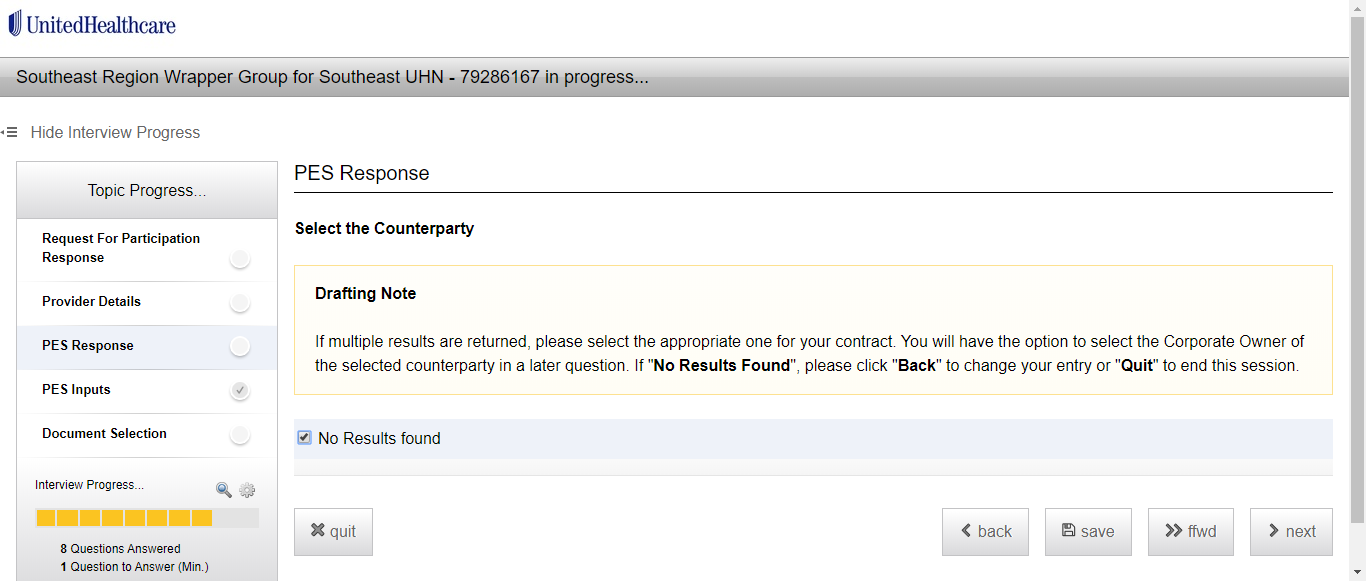 UnitedHealthcare
Southeast Region Wrapper Group for Southeast UHN - 79286167 in progress...
Hide Interview Progress
Topic Progress...
Request For Participation
Response
Provider Details
PES Response
PES Inputs
Document Selection
Interview Progress...
8 Questions Answered
1 Question to Answer (Min.)
PES Response
Select the Counterparty
Drafting Note
If multiple results are returned, please select the appropriate one for your contract. You will have the option to select the Corporate Owner of
the selected counterparty in a later question. If "No Results Found", please click "Back" to change your entry or "Quit" to end this session.
No Results found
quit
back
save
ffwd
next